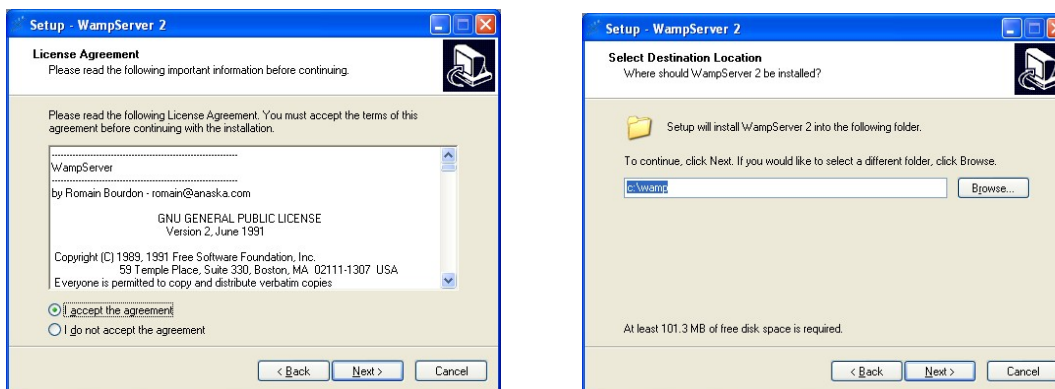 Setup - WampServer 2
License Agreement
Please read the following important information before continuing.
Please read the following License Agreement. You must accept the terms of this
agreement before continuing with the installation.
------------------------------------------------------------
WampServer
------------------------------------------------------------
by Romain Bourdon - romain@anaska.com
GNU GENERAL PUBLIC LICENSE
Version 2, June 1991
Copyright (C) 1989, 1991 Free Software Foundation, Inc.
59 Temple Place, Suite 330, Boston, MA 02111-1307 USA
Everyone is permitted to copy and distribute verbatim copies
I accept the agreement
I do not accept the agreement
< Back
Next >
Cancel
Setup - WampServer 2
Select Destination Location
Where should WampServer 2 be installed?
Setup will install WampServer 2 into the following folder.
To continue, click Next. If you would like to select a different folder, click Browse.
c:\wamp
Browse...
At least 101.3 MB of free disk space is required.
< Back
Next >
Cancel